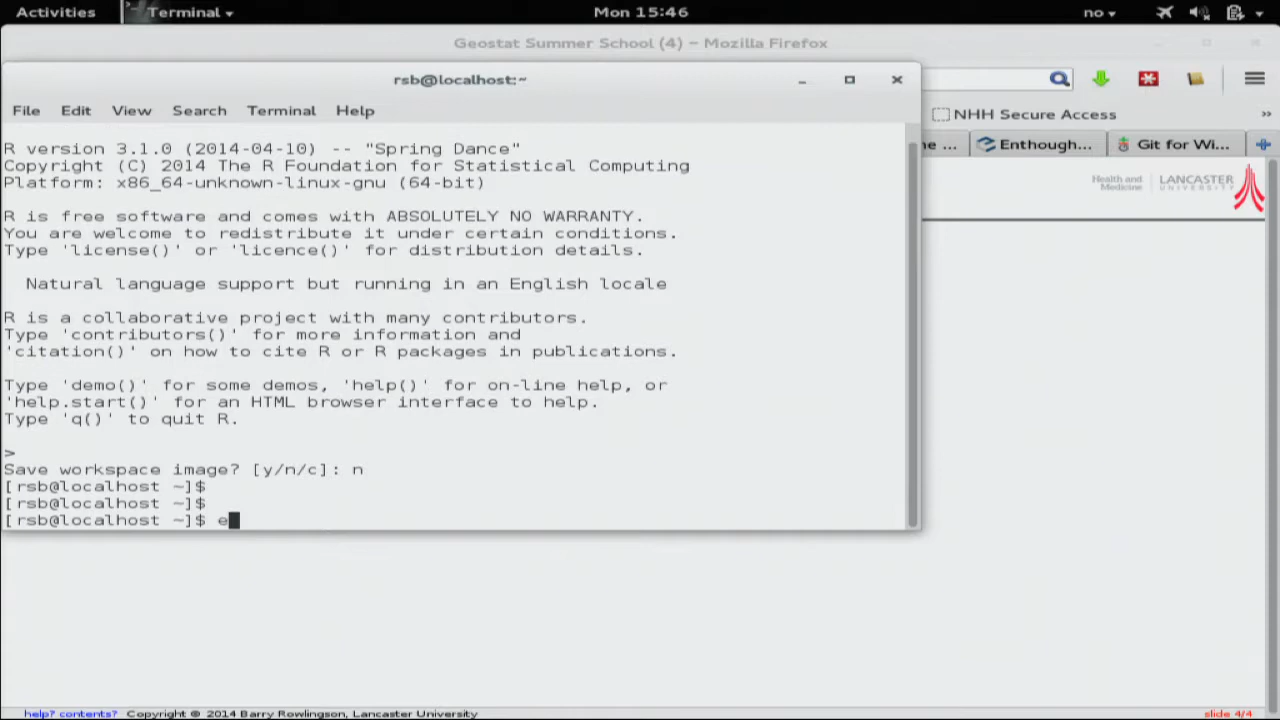 Activities Terminal Mon 15:46 no
Geostat Summer School (4) - Mozilla Firefox
rsb@localhost:~
File Edit View Search Terminal Help
NHH Secure Access »
ne ... Enthough... Git for Wi...
Health and Medicine LANCASTER UNIVERSITY
R version 3.1.0 (2014-04-10) -- "Spring Dance"
Copyright (C) 2014 The R Foundation for Statistical Computing
Platform: x86_64-unknown-linux-gnu (64-bit)
R is free software and comes with ABSOLUTELY NO WARRANTY.
You are welcome to redistribute it under certain conditions.
Type 'license()' or 'licence()' for distribution details.
Natural language support but running in an English locale
R is a collaborative project with many contributors.
Type 'contributors()' for more information and
'citation()' on how to cite R or R packages in publications.
Type 'demo()' for some demos, 'help()' for on-line help, or
'help.start()' for an HTML browser interface to help.
Type 'q()' to quit R.
>
Save workspace image? [y/n/c]: n
[rsb@localhost ~]$
[rsb@localhost ~]$
[rsb@localhost ~]$ e
help? contents? Copyright © 2014 Barry Rowlingson, Lancaster University slide 4/4